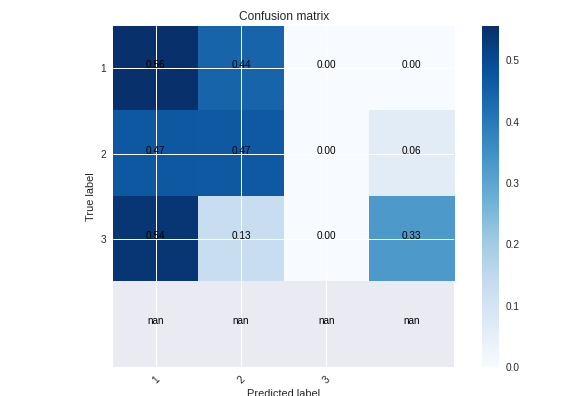 Confusion matrix
1
0.56 0.44 0.00 0.00
2
0.47 0.47 0.00 0.06
3
0.54 0.13 0.00 0.33
nan nan nan nan
1 2 3
True label
Predicted label
0.5
0.4
0.3
0.2
0.1
0.0